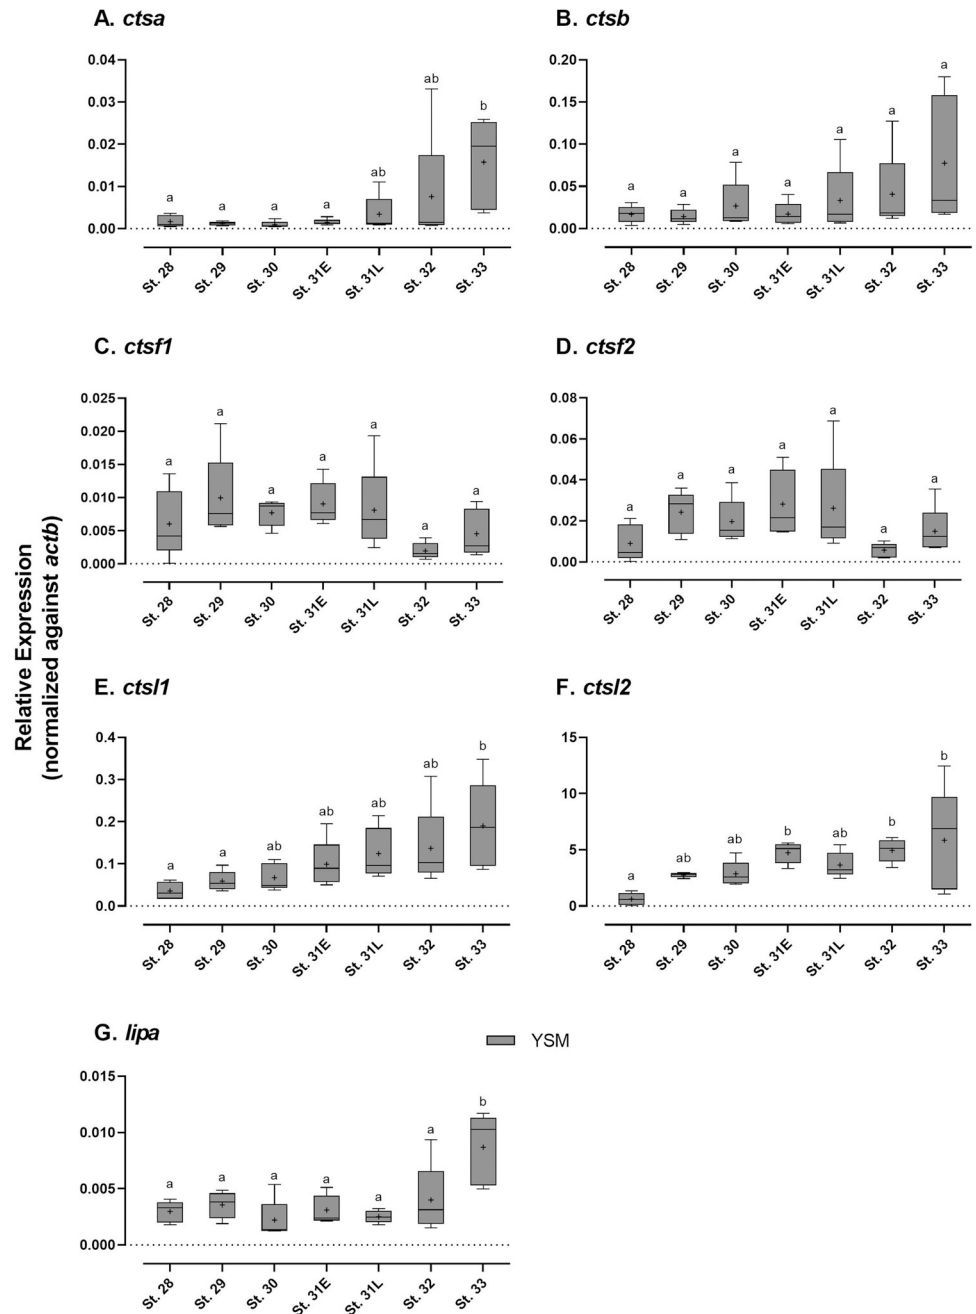 A. ctsa
B. ctsb
0.04
0.03
0.02
0.01
0.00
a
a
a
a
ab
ab
b
St. 28
St. 29
St. 30
St. 31E
St. 31L
St. 32
St. 33
0.20
0.15
0.10
0.05
0.00
a
a
a
a
a
a
a
St. 28
St. 29
St. 30
St. 31E
St. 31L
St. 32
St. 33
C. ctsf1
D. ctsf2
0.025
0.020
0.015
0.010
0.005
0.000
a
a
a
a
a
a
a
St. 28
St. 29
St. 30
St. 31E
St. 31L
St. 32
St. 33
0.08
0.06
0.04
0.02
0.00
a
a
a
a
a
a
a
St. 28
St. 29
St. 30
St. 31E
St. 31L
St. 32
St. 33
Relative Expression
(normalized against actb)
E. ctsl1
F. ctsl2
0.4
0.3
0.2
0.1
0.0
a
a
ab
ab
ab
ab
b
St. 28
St. 29
St. 30
St. 31E
St. 31L
St. 32
St. 33
15
10
5
0
a
ab
ab
b
ab
b
b
St. 28
St. 29
St. 30
St. 31E
St. 31L
St. 32
St. 33
G. lipa
YSM
0.015
0.010
0.005
0.000
a
a
a
a
a
a
b
St. 28
St. 29
St. 30
St. 31E
St. 31L
St. 32
St. 33